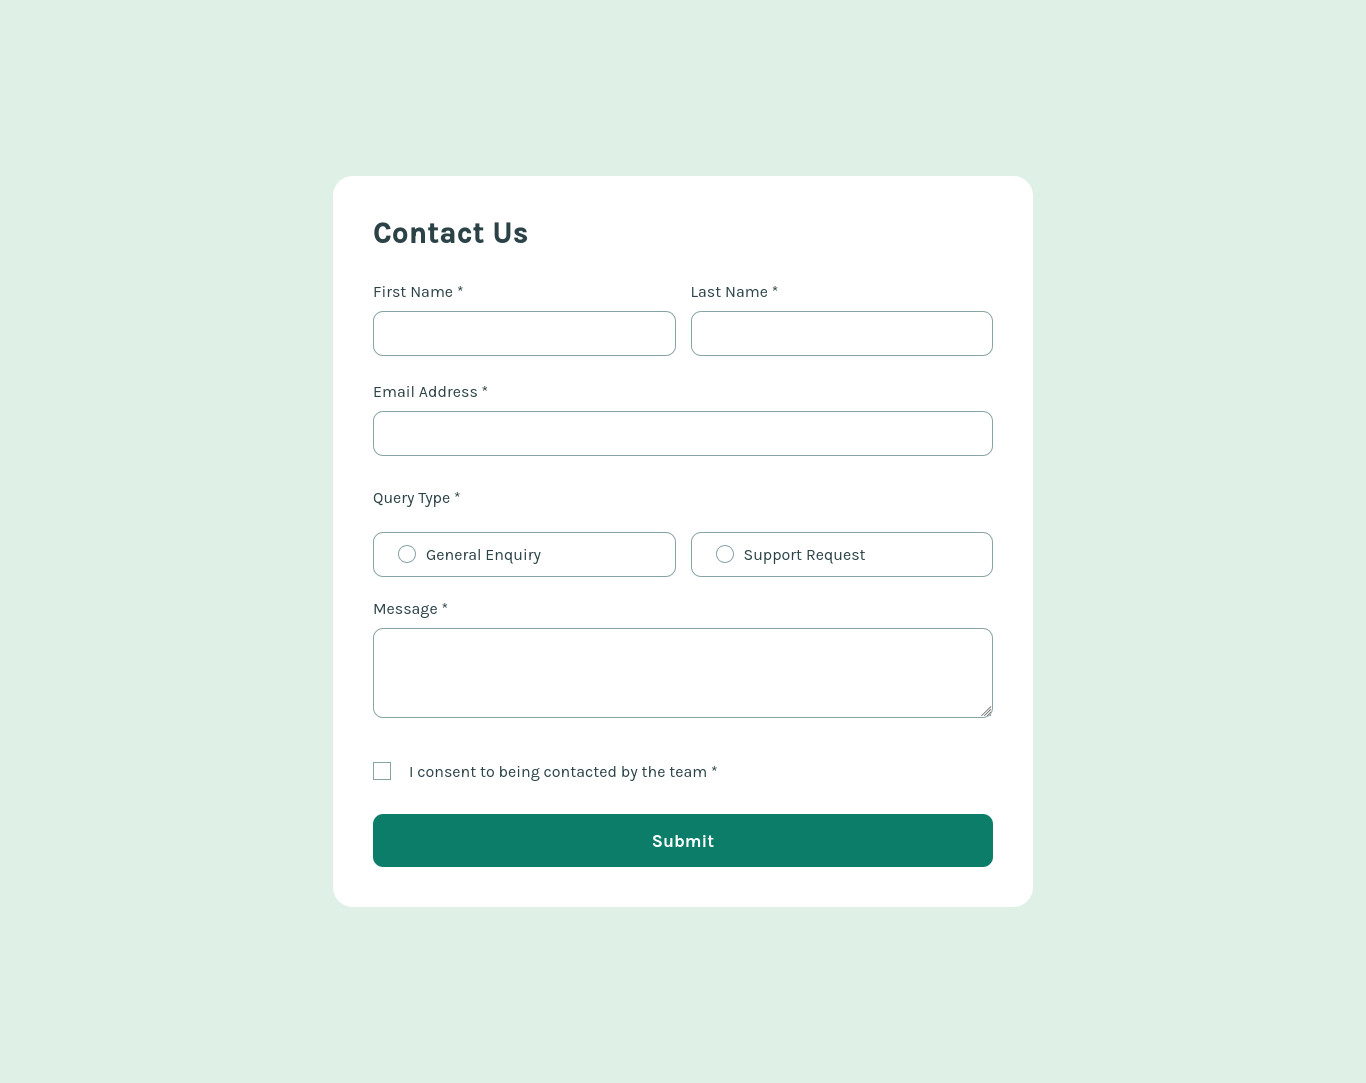 Contact Us
First Name *
Last Name *
Email Address *
Query Type *
General Enquiry
Support Request
Message *
I consent to being contacted by the team *
Submit